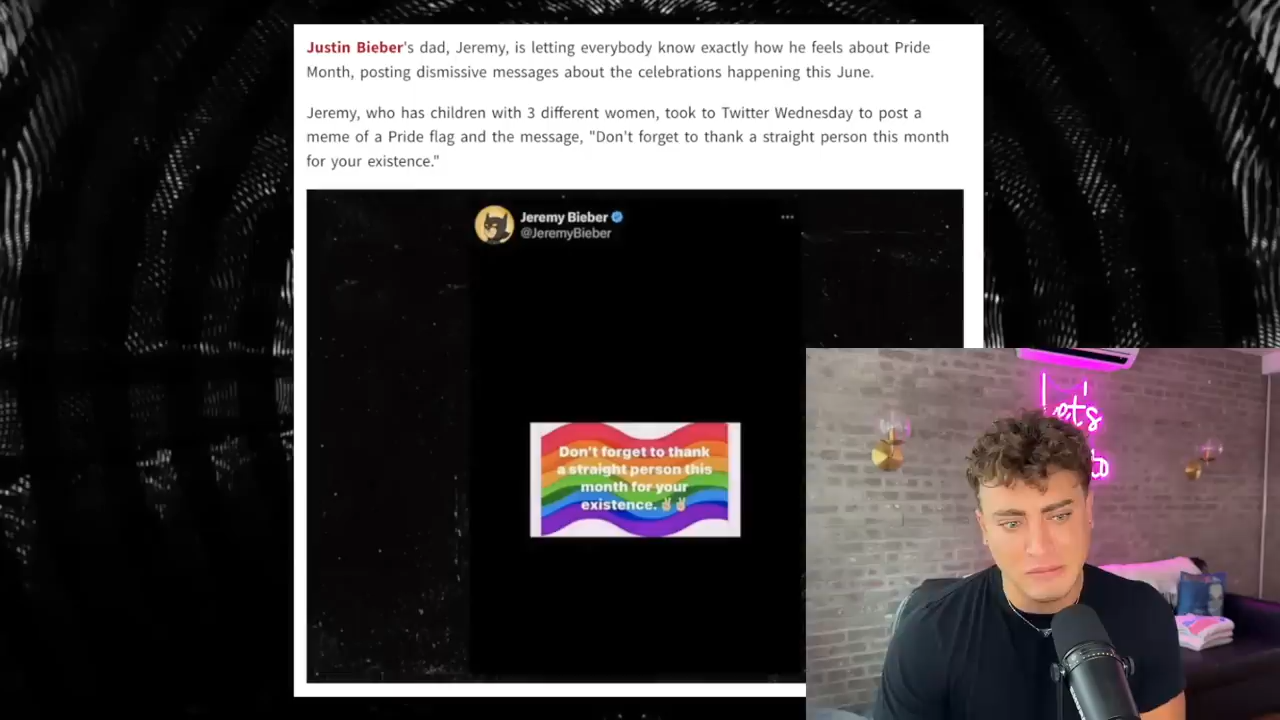 Justin Bieber's dad, Jeremy, is letting everybody know exactly how he feels about Pride
Month, posting dismissive messages about the celebrations happening this June.
Jeremy, who has children with 3 different women, took to Twitter Wednesday to post a
meme of a Pride flag and the message, "Don't forget to thank a straight person this month
for your existence."
Jeremy Bieber
@JeremyBieber
Don't forget to thank
a straight person this
month for your
existence. ✌🏼✌🏼
Let's